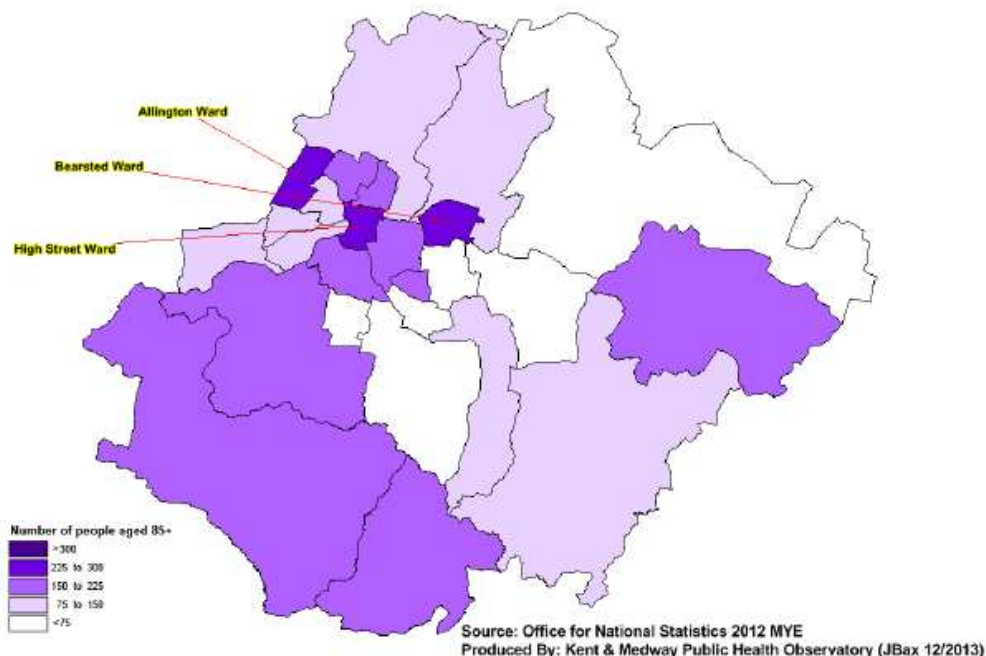 Allington Ward
Bearsted Ward
High Street Ward
Number of people aged 85+
>300
225 to 300
150 to 225
75 to 150
<75
Source: Office for National Statistics 2012 MYE
Produced By: Kent & Medway Public Health Observatory (JBax 12/2013)